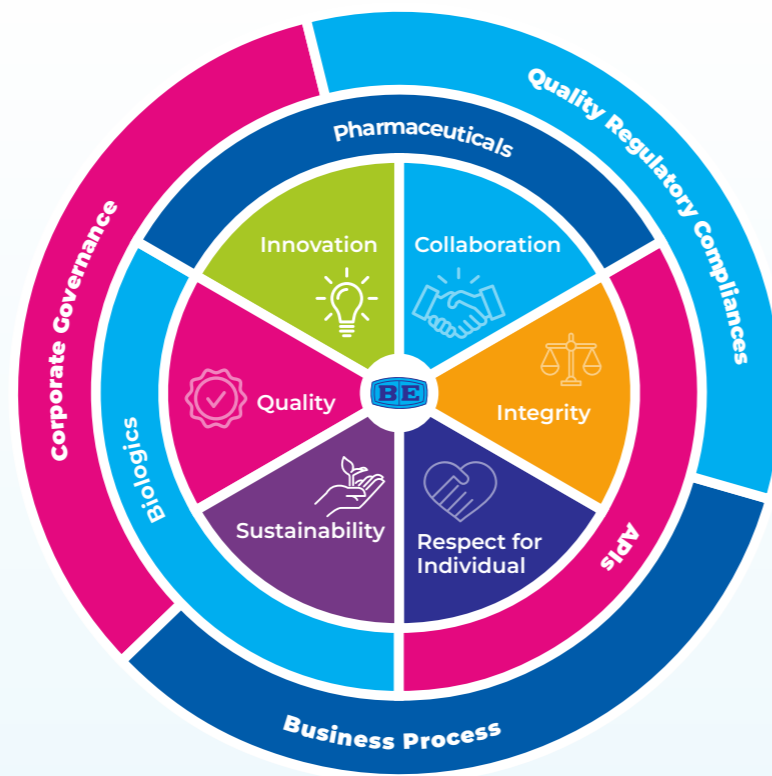 Quality Regulatory Compliances
Corporate Governance
Business Process
Pharmaceuticals
Biologics
APIs
Innovation
Collaboration
Quality
Integrity
Sustainability
Respect for
Individual
BE